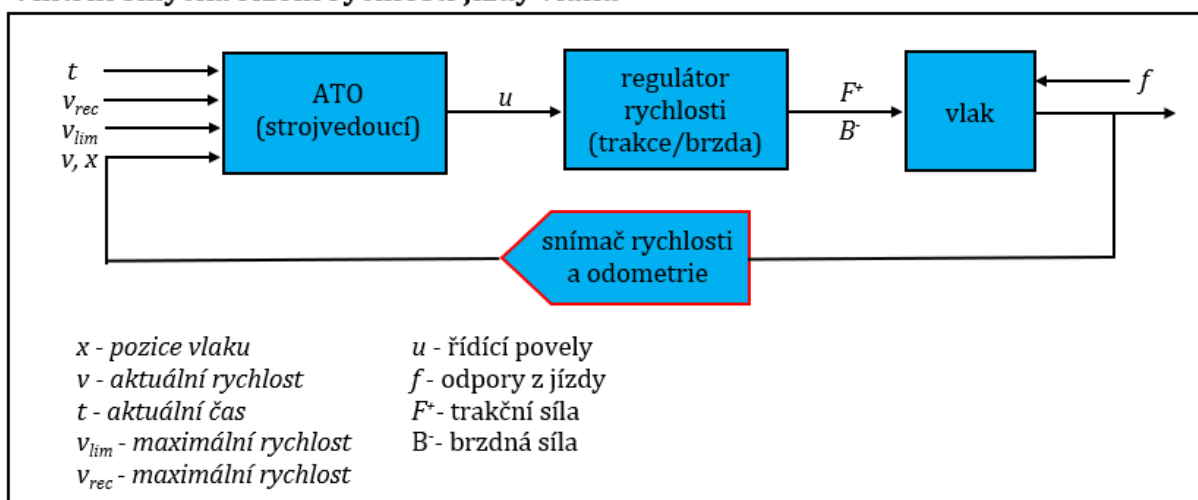 t
v_rec
v_lim
v, x
ATO
(strojvedoucí)
u
regulátor
rychlosti
(trakce/brzda)
F⁺
B⁻
vlak
f
snímač rychlosti
a odometrie
x - pozice vlaku
v - aktuální rychlost
t - aktuální čas
v_lim - maximální rychlost
v_rec - maximální rychlost
u - řídící povely
f - odpory z jízdy
F⁺- trakční síla
B⁻- brzdná síla